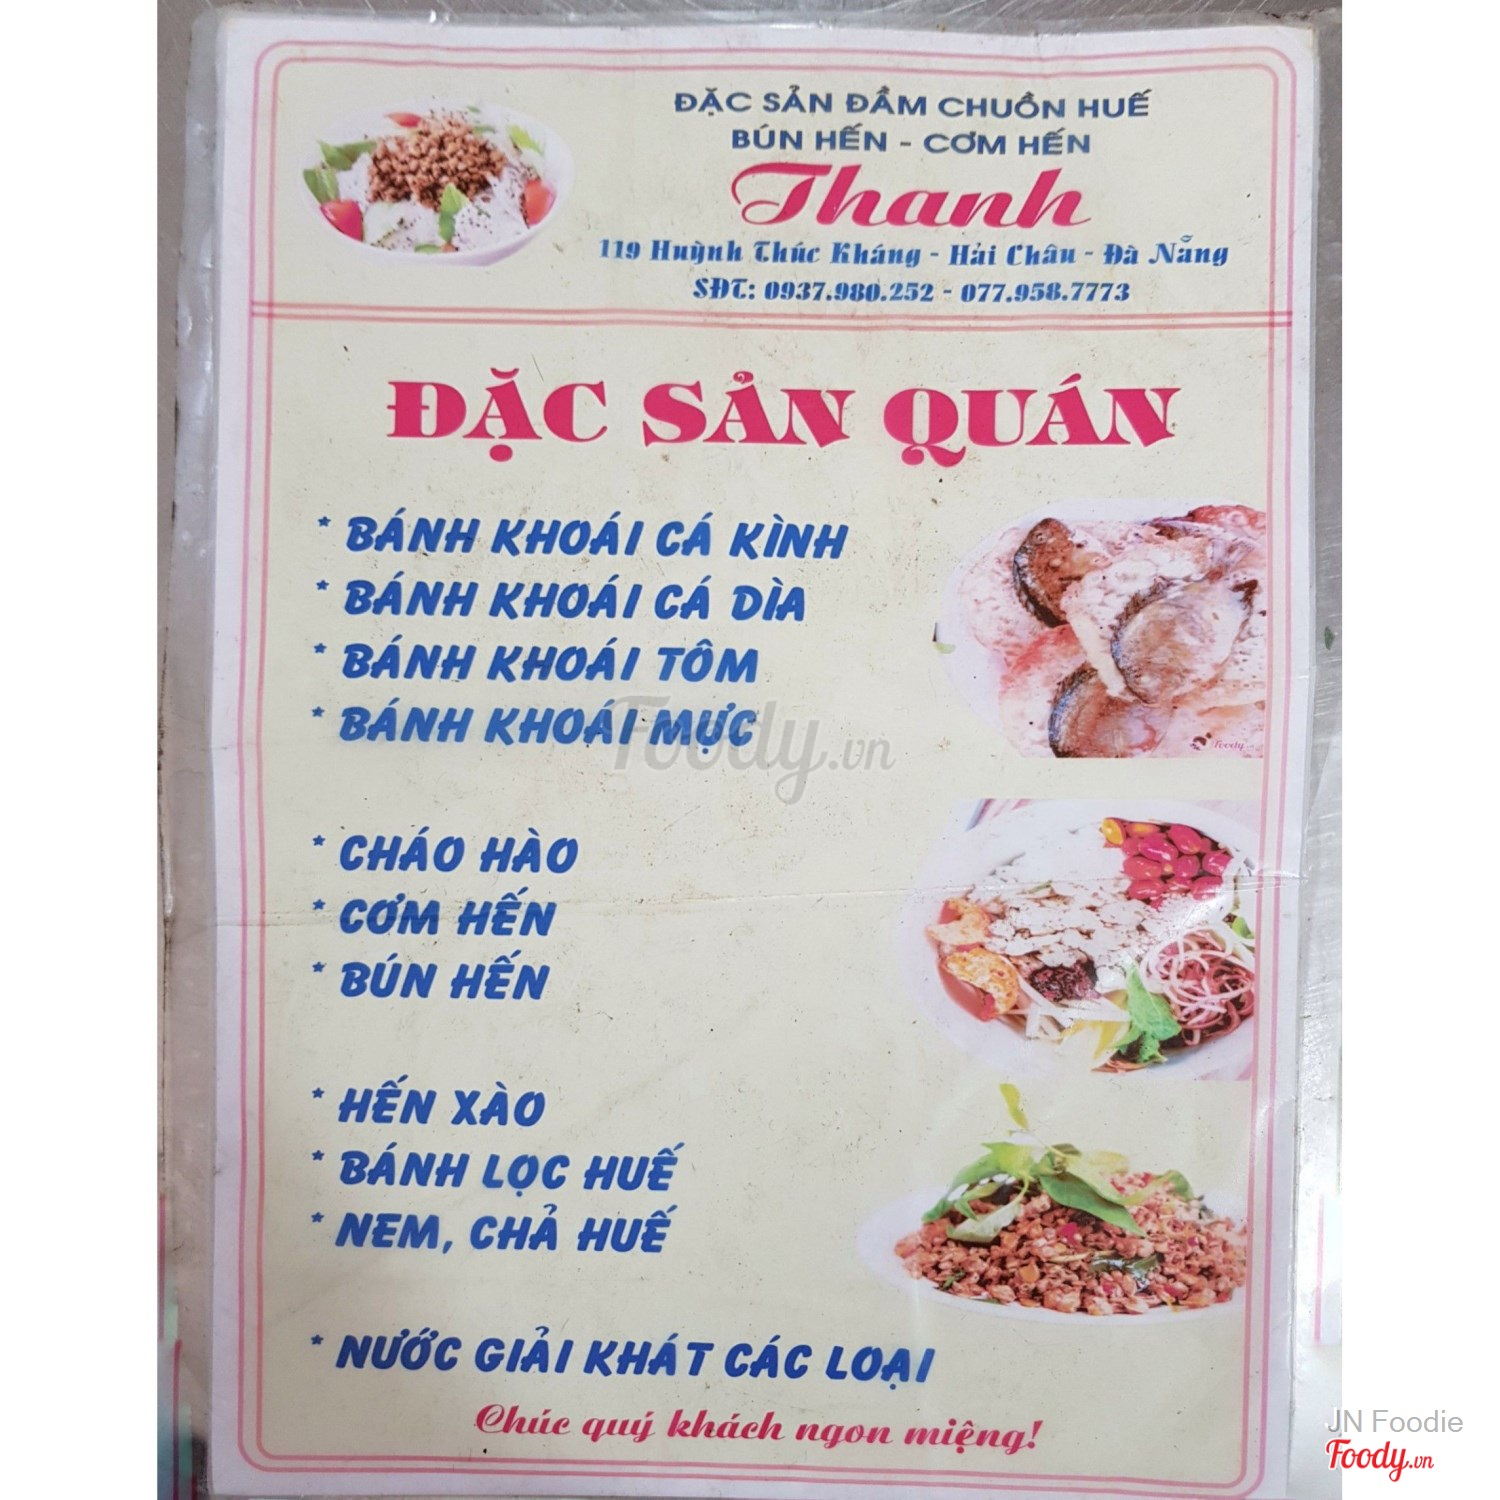 ĐẶC SẢN ĐẦM CHUỒN HUẾ
BÚN HẾN - CƠM HẾN
Thanh
119 Huỳnh Thúc Kháng - Hải Châu - Đà Nẵng
SĐT: 0937.980.252 - 077.958.7773
ĐẶC SẢN QUÁN
* BÁNH KHOÁI CÁ KÌNH
* BÁNH KHOÁI CÁ DÌA
* BÁNH KHOÁI TÔM
* BÁNH KHOÁI MỰC
Foody.vn
Foody
* CHÁO HÀO
* CƠM HẾN
* BÚN HẾN
* HẾN XÀO
* BÁNH LỌC HUẾ
* NEM, CHẢ HUẾ
* NƯỚC GIẢI KHÁT CÁC LOẠI
Chúc quý khách ngon miệng!
JN Foodie
Foody.vn